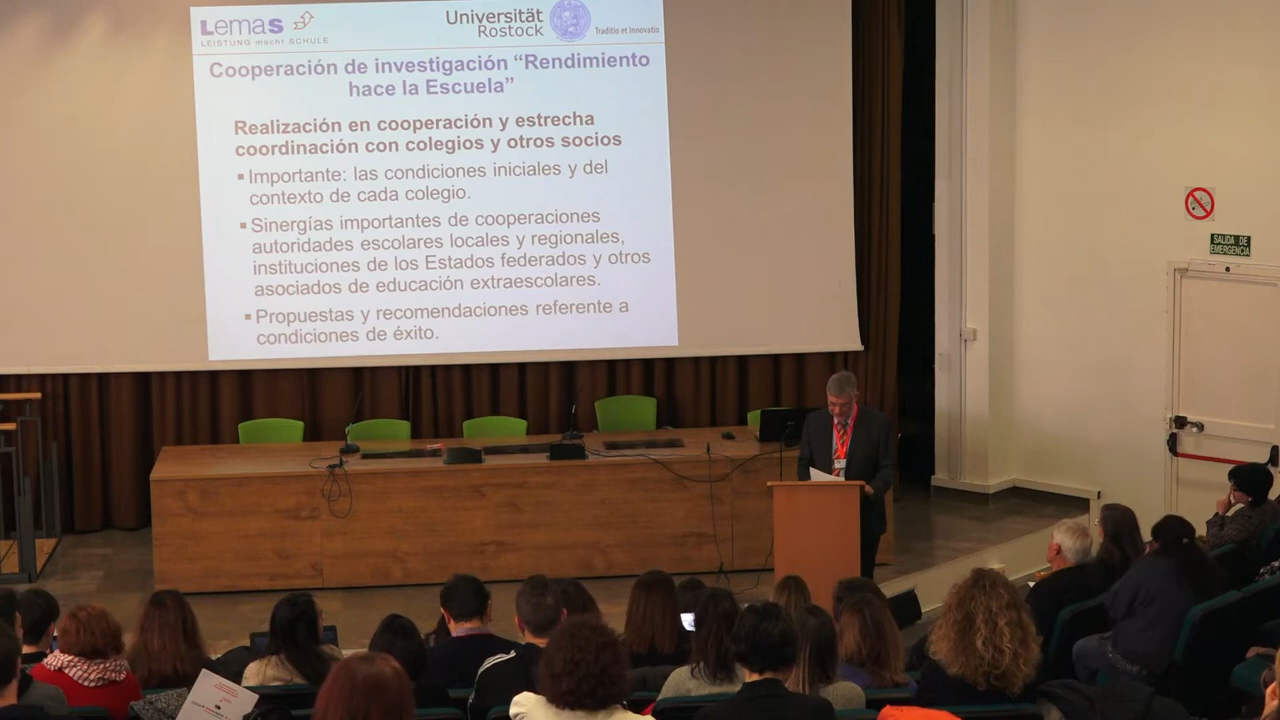 Lemas
LEISTUNG macht SCHULE
Universität
Rostock
Traditio et Innovatio
Cooperación de investigación “Rendimiento
hace la Escuela”
Realización en cooperación y estrecha
coordinación con colegios y otros socios
▪ Importante: las condiciones iniciales y del
contexto de cada colegio.
▪ Sinergías importantes de cooperaciones
autoridades escolares locales y regionales,
instituciones de los Estados federados y otros
asociados de educación extraescolares.
▪ Propuestas y recomendaciones referente a
condiciones de éxito.
SALIDA DE
EMERGENCIA